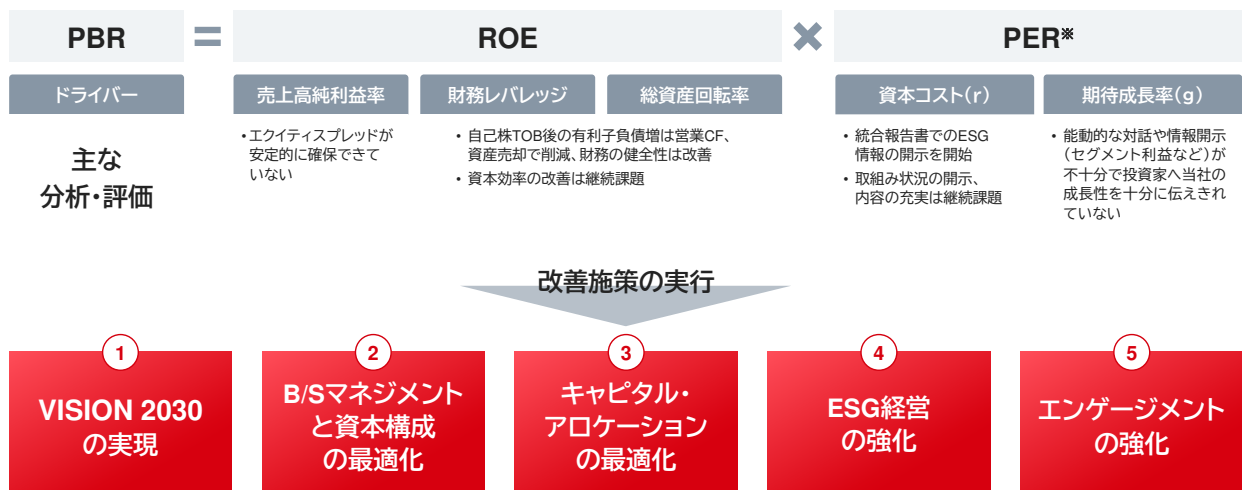 PBR = ROE × PER※
ドライバー
売上高純利益率
財務レバレッジ
総資産回転率
資本コスト(r)
期待成長率(g)
主な
分析・評価
・エクイティスプレッドが
安定的に確保できて
いない
・自己株TOB後の有利子負債増は営業CF、
資産売却で削減、財務の健全性は改善
・資本効率の改善は継続課題
・統合報告書でのESG
情報の開示を開始
・取組み状況の開示、
内容の充実は継続課題
・能動的な対話や情報開示
(セグメント利益など)が
不十分で投資家へ当社の
成長性を十分に伝えきれ
ていない
改善施策の実行
1
VISION 2030
の実現
2
B/Sマネジメント
と資本構成
の最適化
3
キャピタル・
アロケーション
の最適化
4
ESG経営
の強化
5
エンゲージメント
の強化